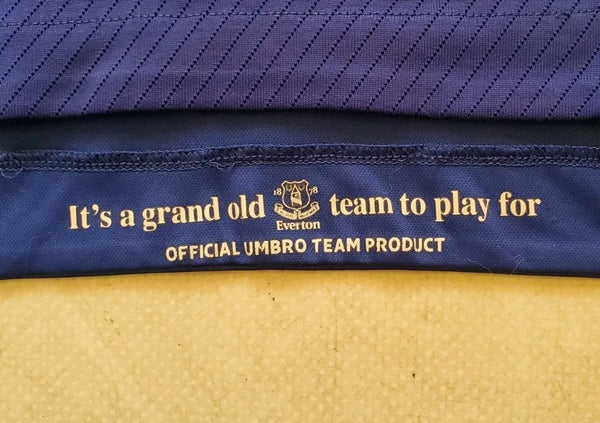 It's a grand old team to play for
18 78
Everton
OFFICIAL UMBRO TEAM PRODUCT